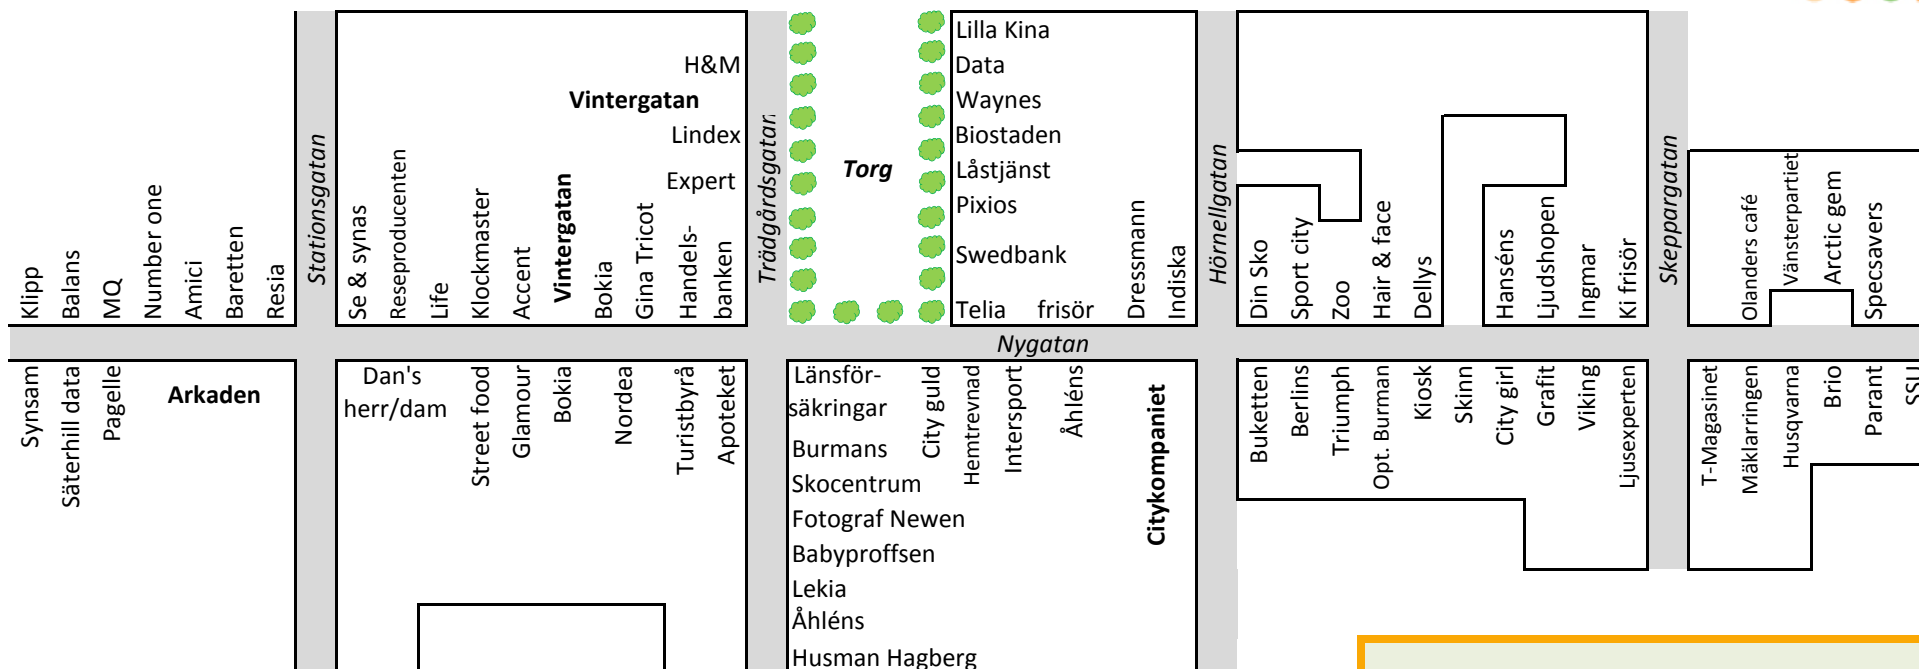 Klipp
Balans
MQ
Number one
Amici
Baretten
Resia
Stationsgatan
H&M
Vintergatan
Lindex
Expert
Se & synas
Reseproducenten
Life
Klockmaster
Accent
Vintergatan
Bokia
Gina Tricot
Handels-
banken
Trädgårdsgatan
Torg
Lilla Kina
Data
Waynes
Biostaden
Låstjänst
Pixios
Swedbank
Telia
frisör
Dressmann
Indiska
Hörnellgatan
Din Sko
Sport city
Zoo
Hair & face
Dellys
Hanséns
Ljudshopen
Ingmar
Ki frisör
Skeppargatan
Olanders café
Vänsterpartiet
Arctic gem
Specsavers
Nygatan
Synsam
Säterhill data
Pagelle
Arkaden
Dan's
herr/dam
Street food
Glamour
Bokia
Nordea
Turistbyrå
Apoteket
Länsför-
säkringar
Burmans
Skocentrum
Fotograf Newen
Babyproffsen
Lekia
Åhléns
Husman Hagberg
City guld
Hemtrevnad
Intersport
Åhléns
Citykompaniet
Buketten
Berlins
Triumph
Opt. Burman
Kiosk
Skinn
City girl
Grafit
Viking
Ljusexperten
T-Magasinet
Mäklarringen
Husqvarna
Brio
Parant
SSU